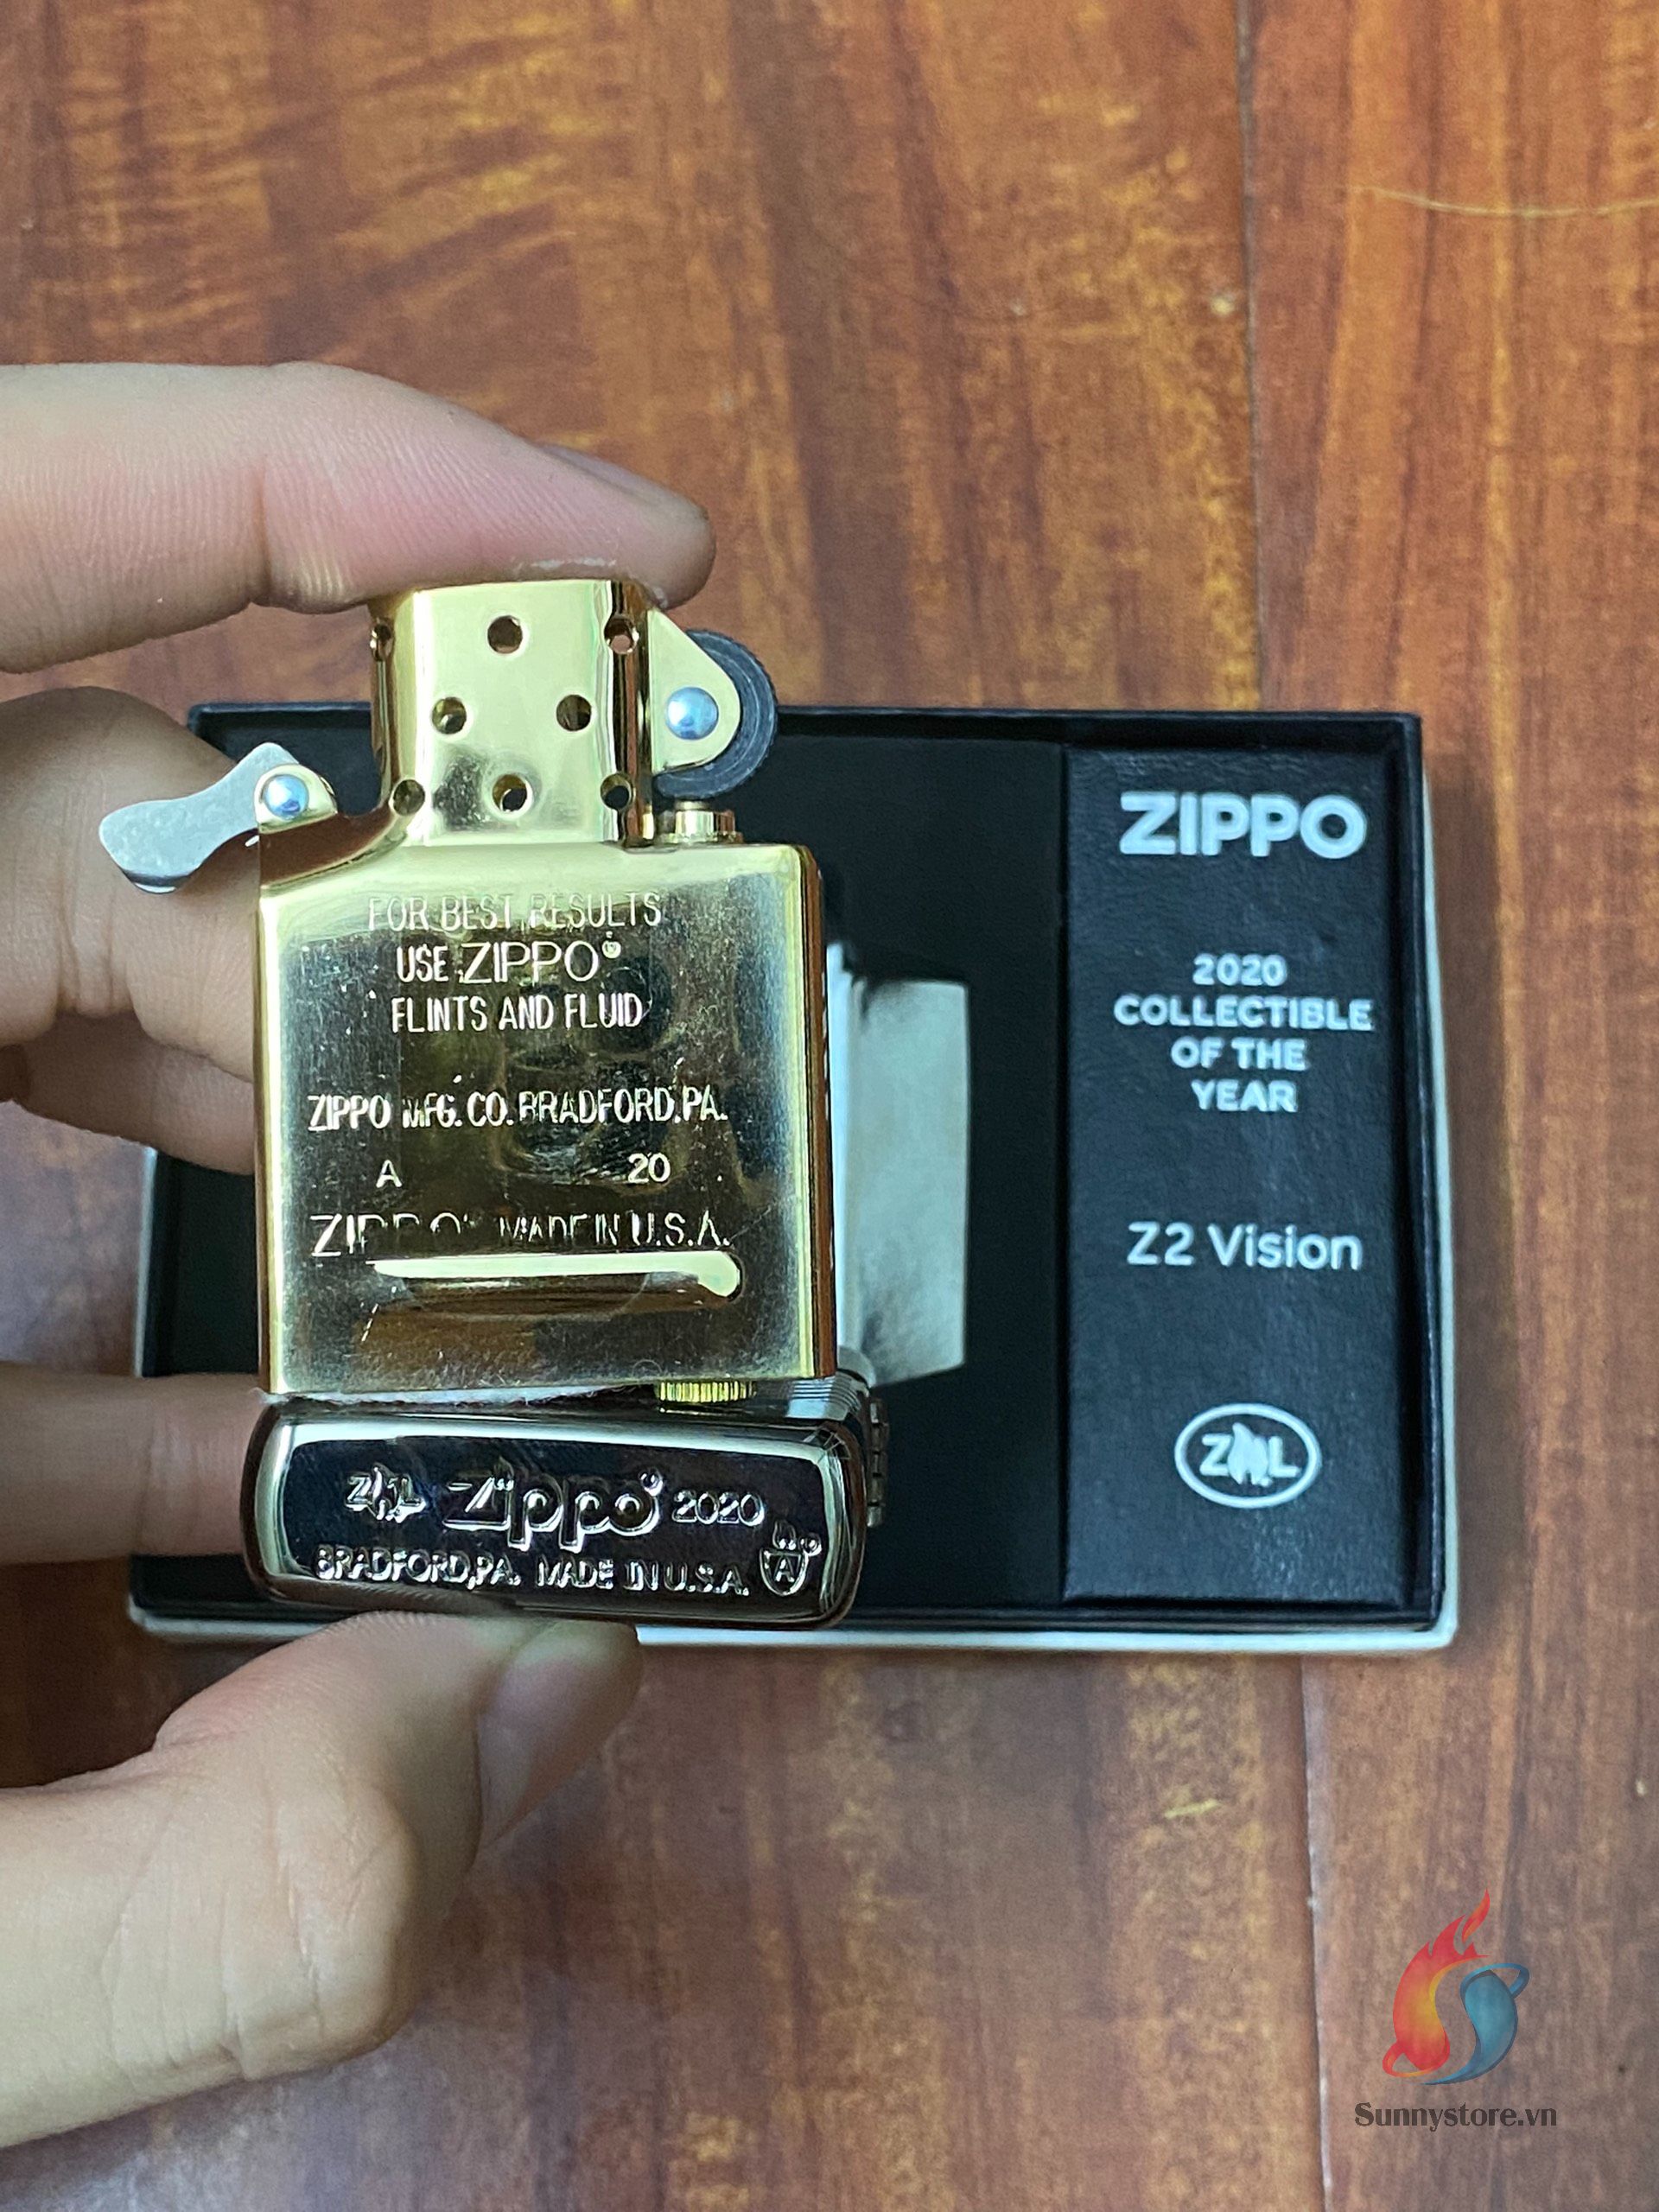 FOR BEST RESULTS
USE ZIPPO®
FLINTS AND FLUID
ZIPPO MFG. CO. BRADFORD, PA.
A 20
ZIPPO® MADE IN U.S.A.
Zippo® 2020
BRADFORD, PA. MADE IN U.S.A.
A
ZIPPO
2020
COLLECTIBLE
OF THE
YEAR
Z2 Vision
Sunnystore.vn